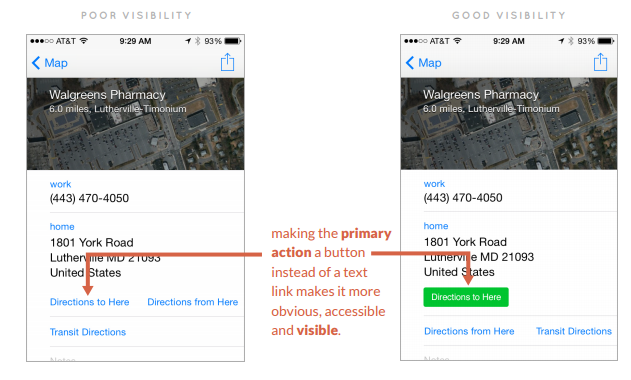 POOR VISIBILITY
AT&T 9:29 AM 93%
Map
Walgreens Pharmacy
6.0 miles, Lutherville-Timonium
work
(443) 470-4050
home
1801 York Road
Lutherville MD 21093
United States
Directions to Here Directions from Here
Transit Directions
Notes
making the primary
action a button
instead of a text
link makes it more
obvious, accessible
and visible.
GOOD VISIBILITY
AT&T 9:29 AM 93%
Map
Walgreens Pharmacy
6.0 miles, Lutherville-Timonium
work
(443) 470-4050
home
1801 York Road
Lutherville MD 21093
United States
Directions to Here
Directions from Here Transit Directions
Notes